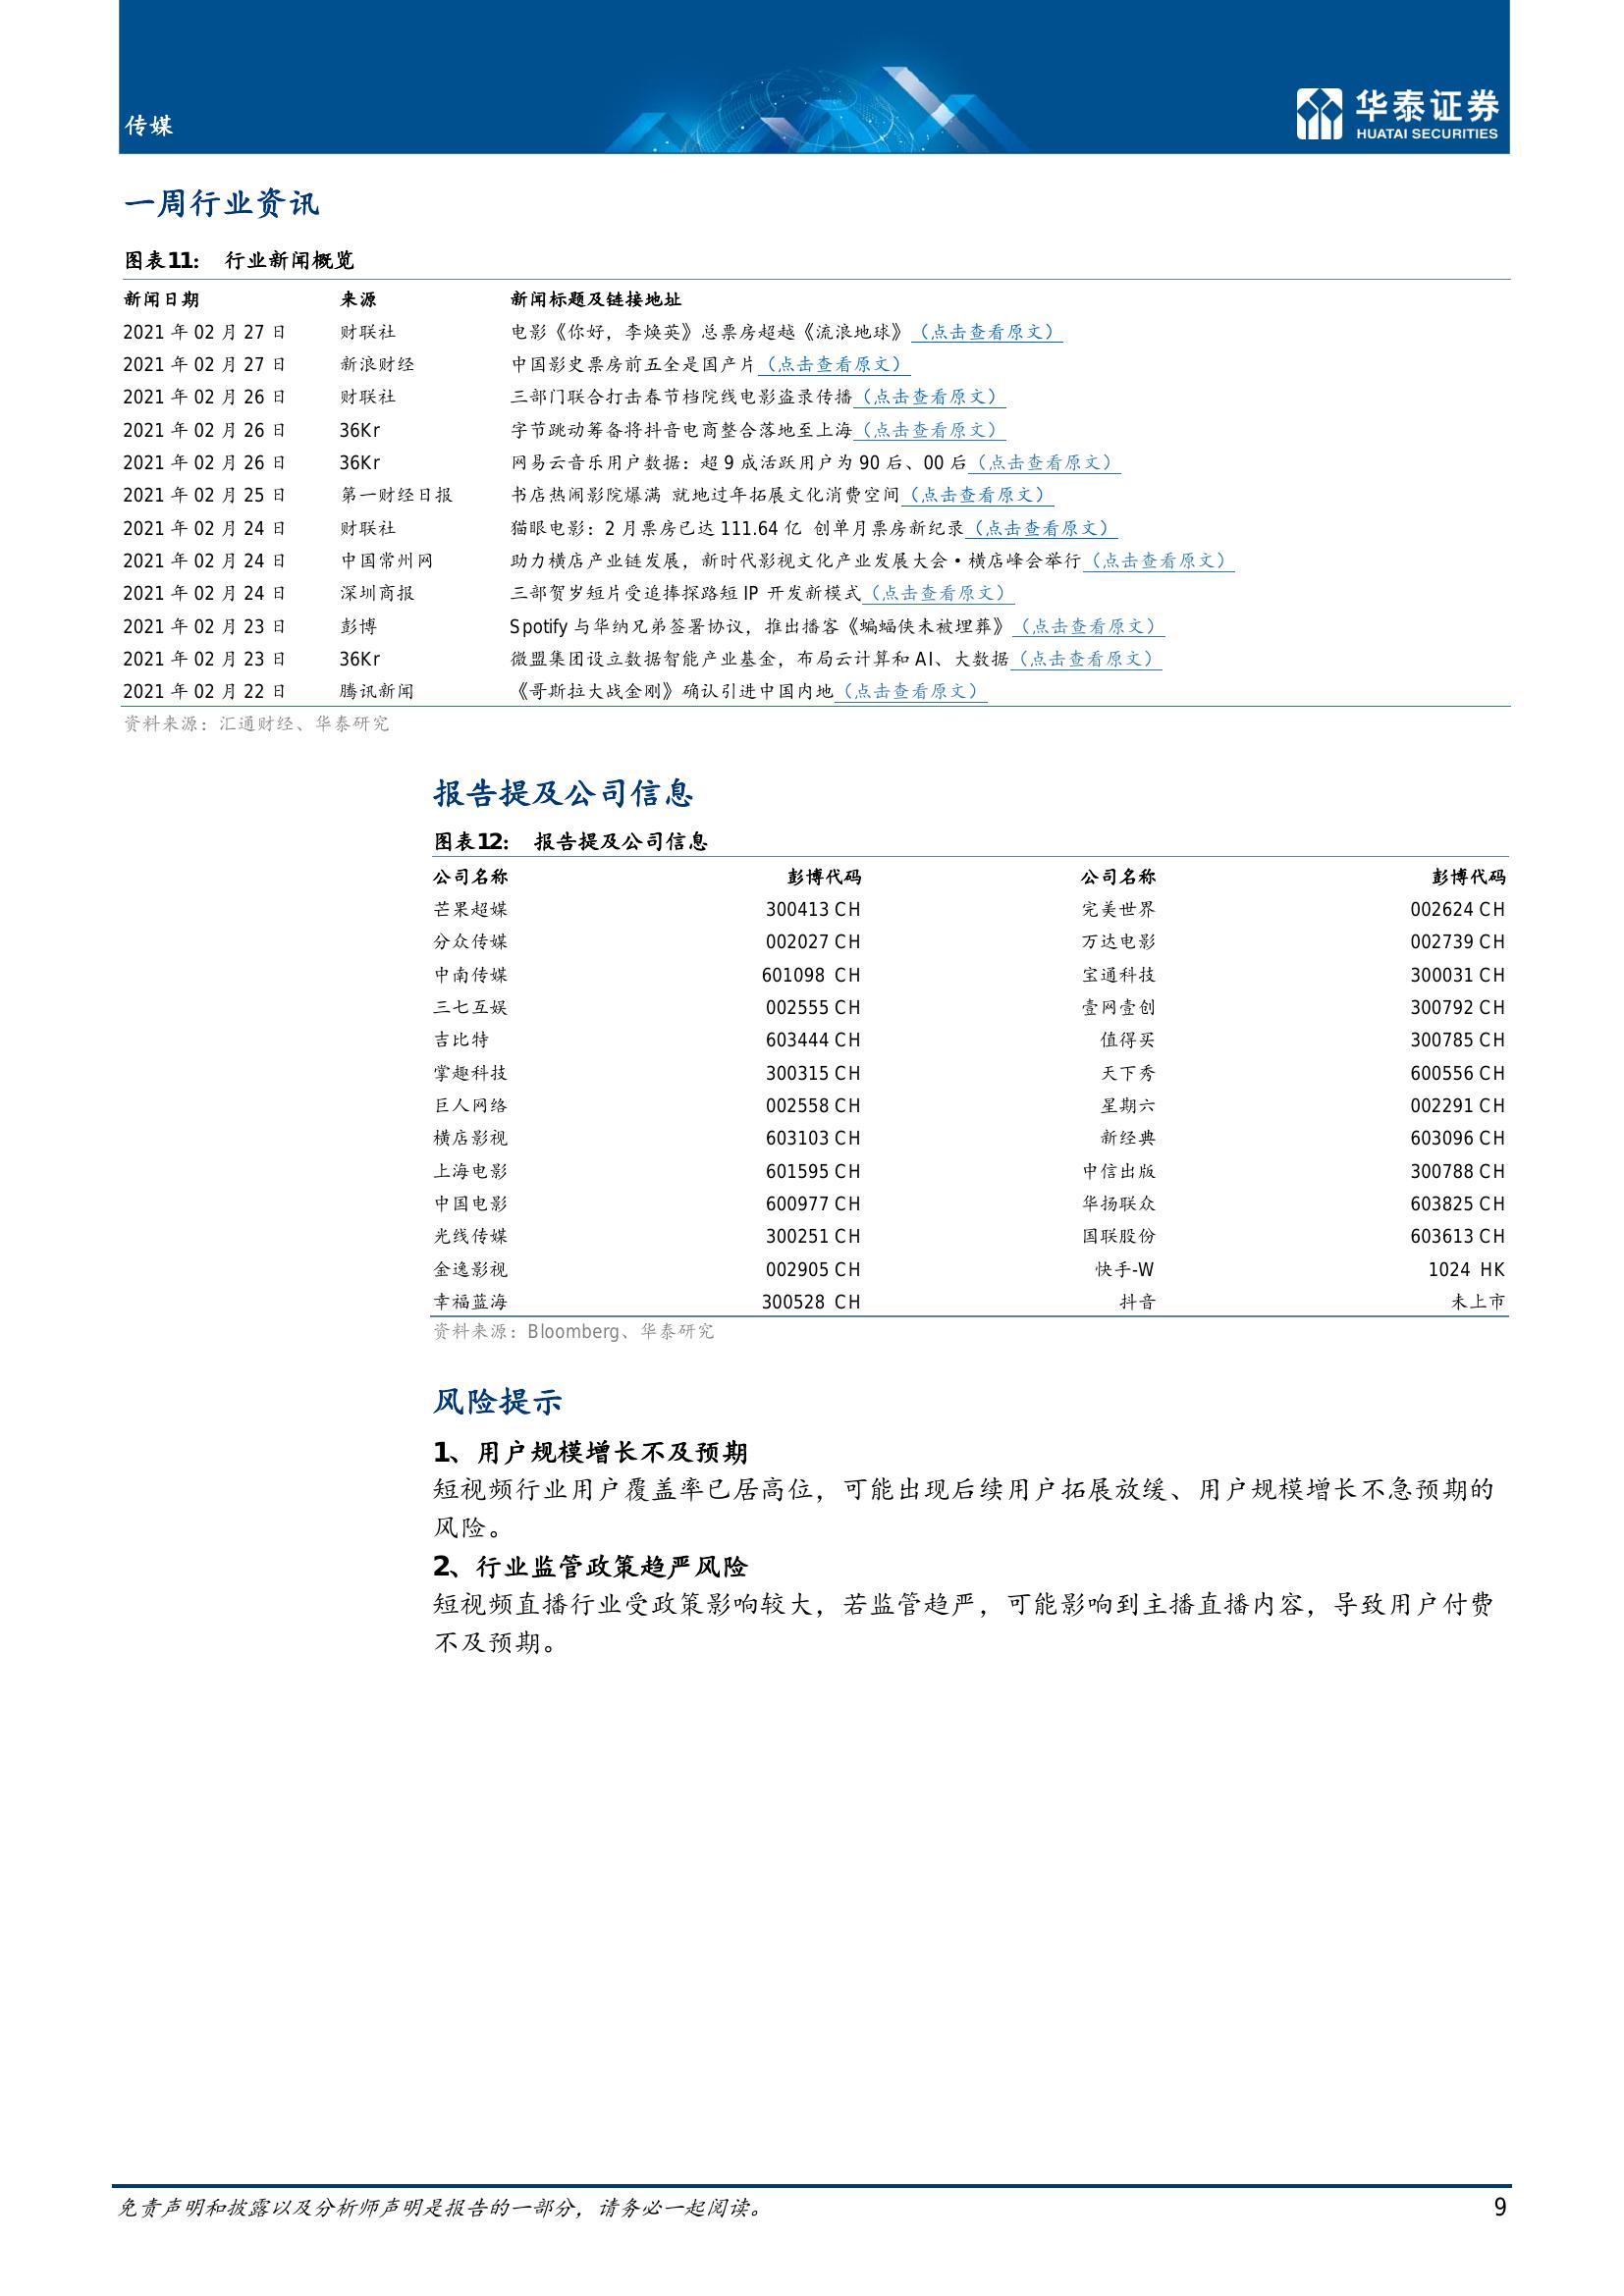 传媒
华泰证券
HUATAI SECURITIES
一周行业资讯
图表11： 行业新闻概览
新闻日期 来源 新闻标题及链接地址
2021 年 02 月 27 日 财联社 电影《你好，李焕英》总票房超越《流浪地球》（点击查看原文）
2021 年 02 月 27 日 新浪财经 中国影史票房前五全是国产片（点击查看原文）
2021 年 02 月 26 日 财联社 三部门联合打击春节档院线电影盗录传播（点击查看原文）
2021 年 02 月 26 日 36Kr 字节跳动筹备将抖音电商整合落地至上海（点击查看原文）
2021 年 02 月 26 日 36Kr 网易云音乐用户数据：超 9 成活跃用户为 90 后、00 后（点击查看原文）
2021 年 02 月 25 日 第一财经日报 书店热闹影院爆满 就地过年拓展文化消费空间（点击查看原文）
2021 年 02 月 24 日 财联社 猫眼电影：2 月票房已达 111.64 亿 创单月票房新纪录（点击查看原文）
2021 年 02 月 24 日 中国常州网 助力横店产业链发展，新时代影视文化产业发展大会•横店峰会举行（点击查看原文）
2021 年 02 月 24 日 深圳商报 三部贺岁短片受追捧探路短 IP 开发新模式（点击查看原文）
2021 年 02 月 23 日 彭博 Spotify 与华纳兄弟签署协议，推出播客《蝙蝠侠未被埋葬》（点击查看原文）
2021 年 02 月 23 日 36Kr 微盟集团设立数据智能产业基金，布局云计算和 AI、大数据（点击查看原文）
2021 年 02 月 22 日 腾讯新闻 《哥斯拉大战金刚》确认引进中国内地（点击查看原文）
资料来源：汇通财经、华泰研究
报告提及公司信息
图表12： 报告提及公司信息
公司名称 彭博代码 公司名称 彭博代码
芒果超媒 300413 CH 完美世界 002624 CH
分众传媒 002027 CH 万达电影 002739 CH
中南传媒 601098 CH 宝通科技 300031 CH
三七互娱 002555 CH 壹网壹创 300792 CH
吉比特 603444 CH 值得买 300785 CH
掌趣科技 300315 CH 天下秀 600556 CH
巨人网络 002558 CH 星期六 002291 CH
横店影视 603103 CH 新经典 603096 CH
上海电影 601595 CH 中信出版 300788 CH
中国电影 600977 CH 华扬联众 603825 CH
光线传媒 300251 CH 国联股份 603613 CH
金逸影视 002905 CH 快手-W 1024 HK
幸福蓝海 300528 CH 抖音 未上市
资料来源：Bloomberg、华泰研究
风险提示
1、用户规模增长不及预期
短视频行业用户覆盖率已居高位，可能出现后续用户拓展放缓、用户规模增长不急预期的
风险。
2、行业监管政策趋严风险
短视频直播行业受政策影响较大，若监管趋严，可能影响到主播直播内容，导致用户付费
不及预期。
免责声明和披露以及分析师声明是报告的一部分，请务必一起阅读。 9